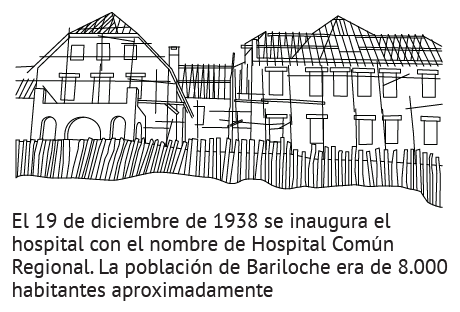 El 19 de diciembre de 1938 se inaugura el
hospital con el nombre de Hospital Común
Regional. La población de Bariloche era de 8.000
habitantes aproximadamente